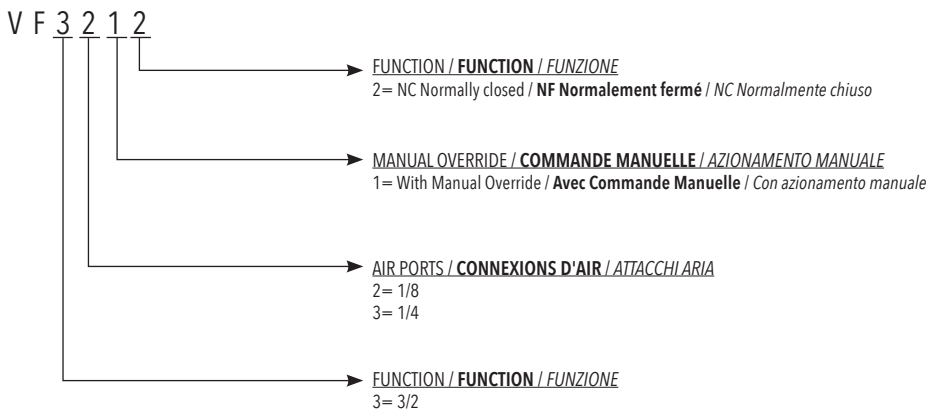 V F 3 2 1 2
FUNCTION / FUNCTION / FUNZIONE
2= NC Normally closed / NF Normalement fermé / NC Normalmente chiuso
MANUAL OVERRIDE / COMMANDE MANUELLE / AZIONAMENTO MANUALE
1= With Manual Override / Avec Commande Manuelle / Con azionamento manuale
AIR PORTS / CONNEXIONS D'AIR / ATTACCHI ARIA
2= 1/8
3= 1/4
FUNCTION / FUNCTION / FUNZIONE
3= 3/2